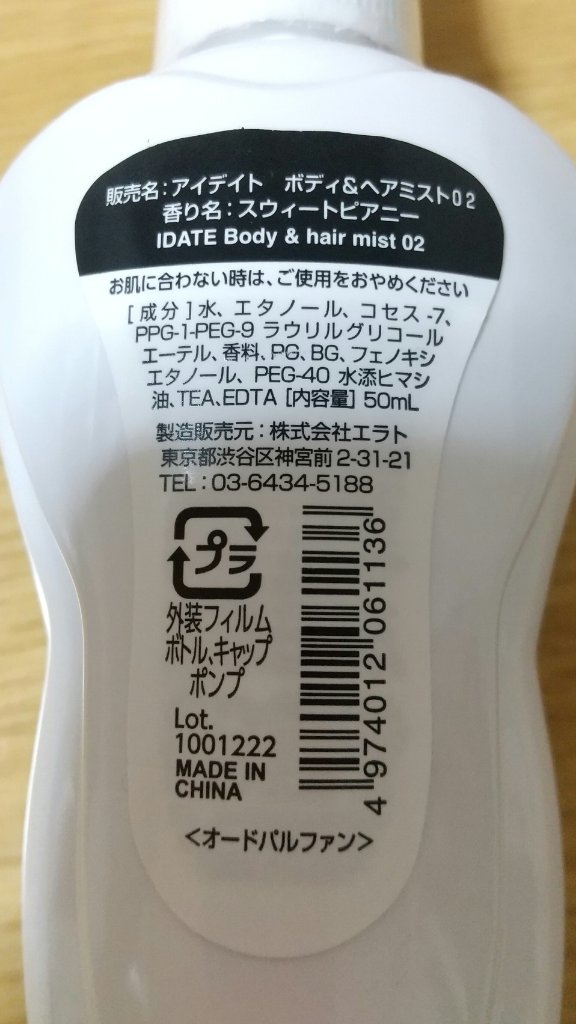 販売名:アイデイト ボディ&ヘアミスト02
香り名:スウィートピアニー
IDATE Body & hair mist 02
お肌に合わない時は、ご使用をおやめください
[成分]水、エタノール、コセス-7、
PPG-1-PEG-9 ラウリルグリコール
エーテル、香料、PG、BG、フェノキシ
エタノール、PEG-40 水添ヒマシ
油、TEA、EDTA [内容量] 50mL
製造販売元:株式会社エラト
東京都渋谷区神宮前2-31-21
TEL:03-6434-5188
プラ
外装フィルム
ボトル、キャップ
ポンプ
Lot.
1001222
MADE IN
CHINA
4 974012 061136
<オードパルファン>